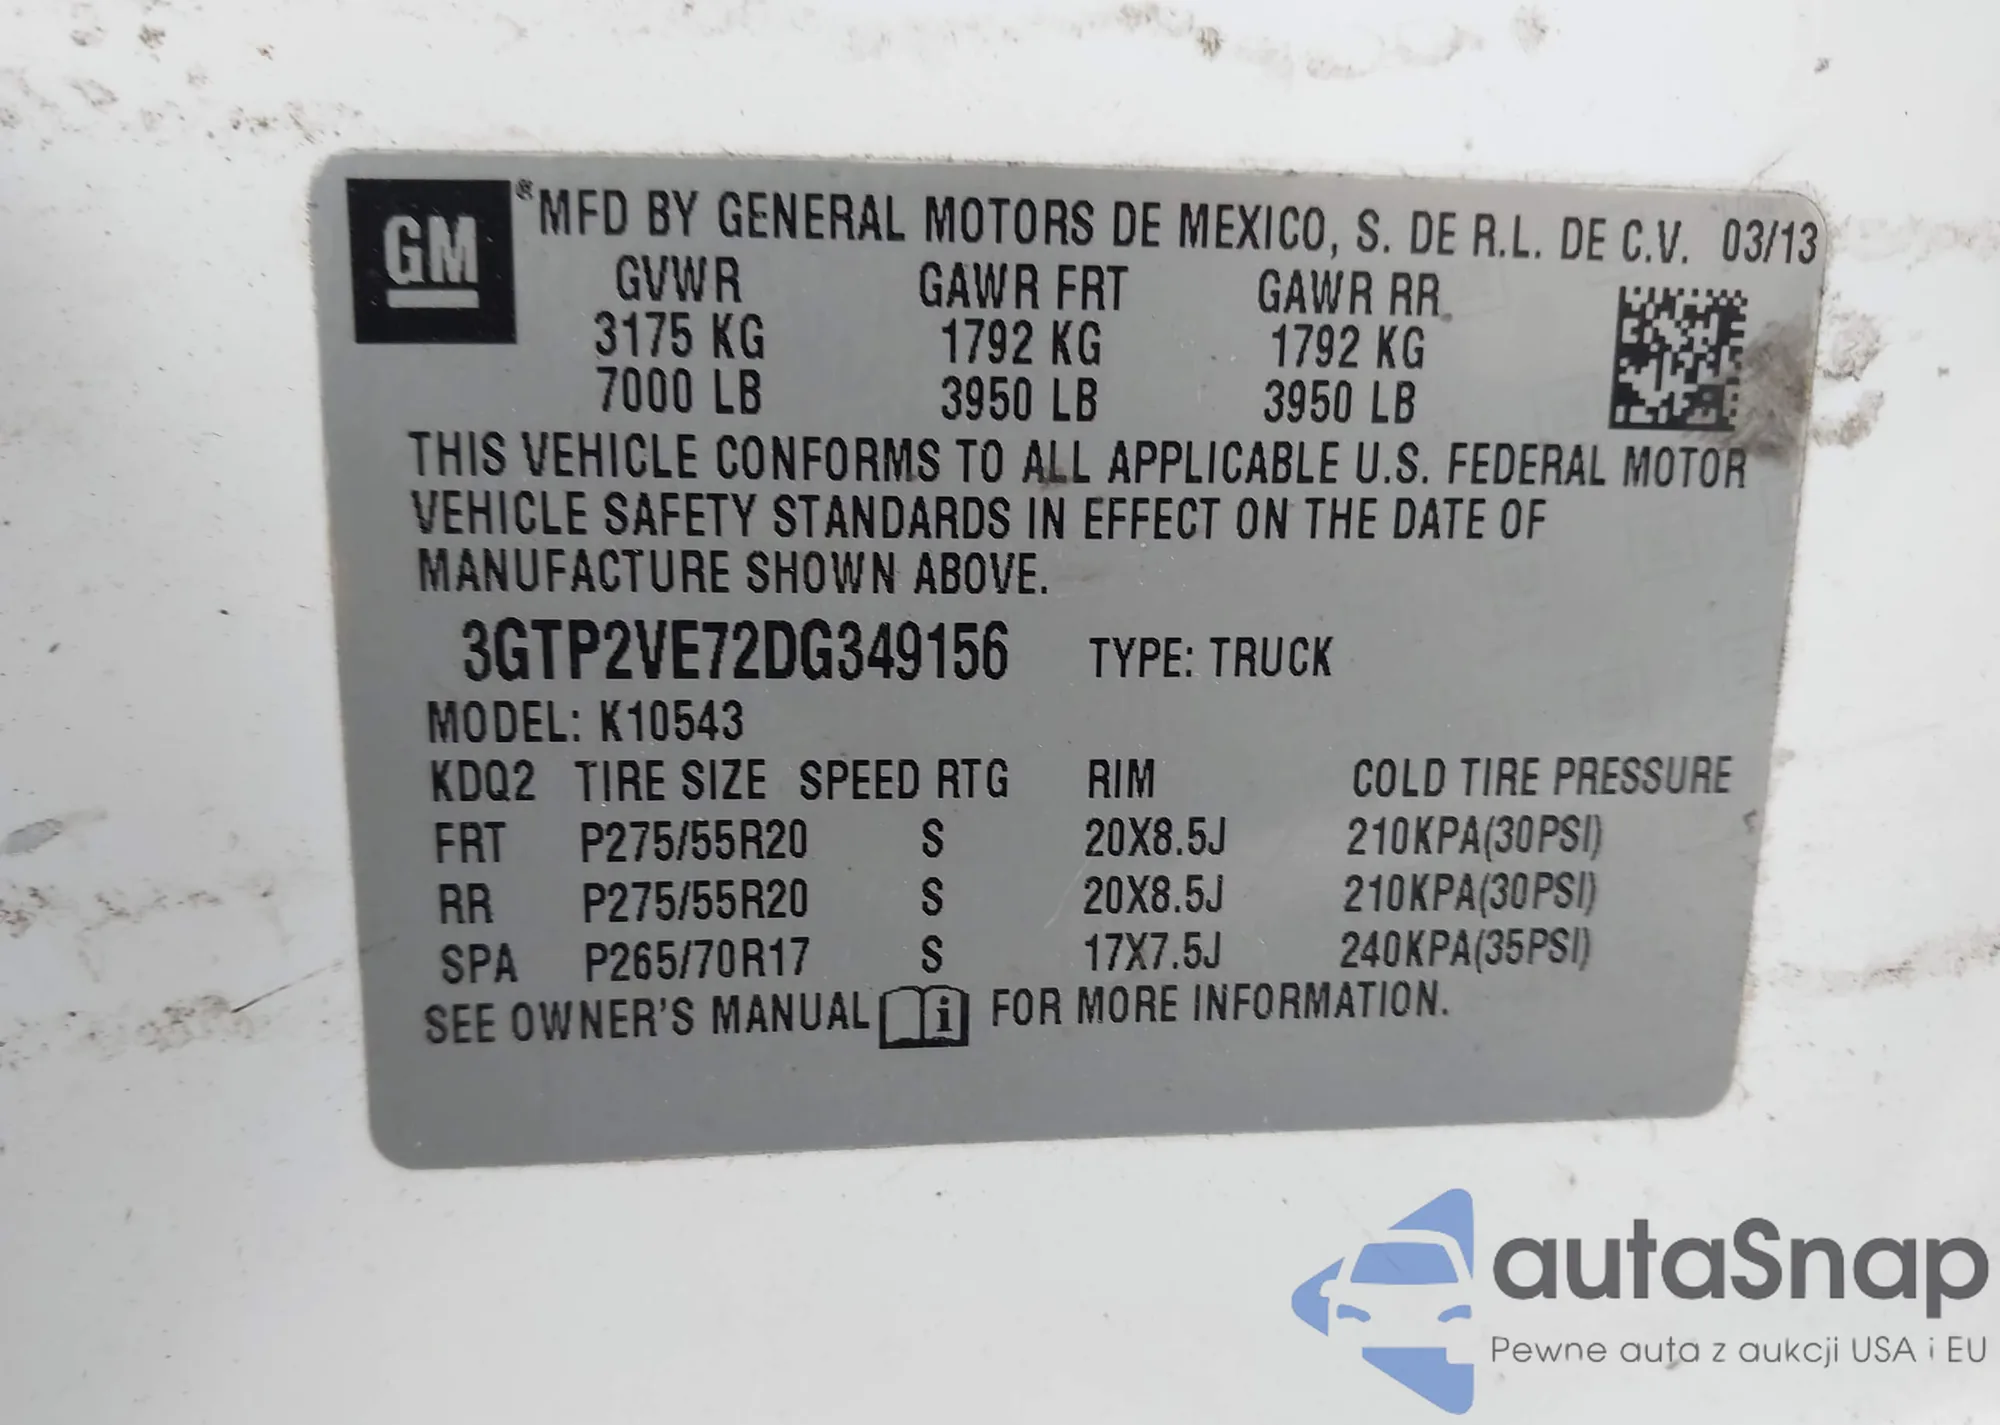 GM ® MFD BY GENERAL MOTORS DE MEXICO, S. DE R.L. DE C.V. 03/13
GVWR GAWR FRT GAWR RR
3175 KG 1792 KG 1792 KG
7000 LB 3950 LB 3950 LB
THIS VEHICLE CONFORMS TO ALL APPLICABLE U.S. FEDERAL MOTOR
VEHICLE SAFETY STANDARDS IN EFFECT ON THE DATE OF
MANUFACTURE SHOWN ABOVE.
3GTP2VE72DG349156 TYPE: TRUCK
MODEL: K10543
KDQ2 TIRE SIZE SPEED RTG RIM COLD TIRE PRESSURE
FRT P275/55R20 S 20X8.5J 210KPA(30PSI)
RR P275/55R20 S 20X8.5J 210KPA(30PSI)
SPA P265/70R17 S 17X7.5J 240KPA(35PSI)
SEE OWNER'S MANUAL i FOR MORE INFORMATION.
autaSnap
Pewne auta z aukcji USA i EU